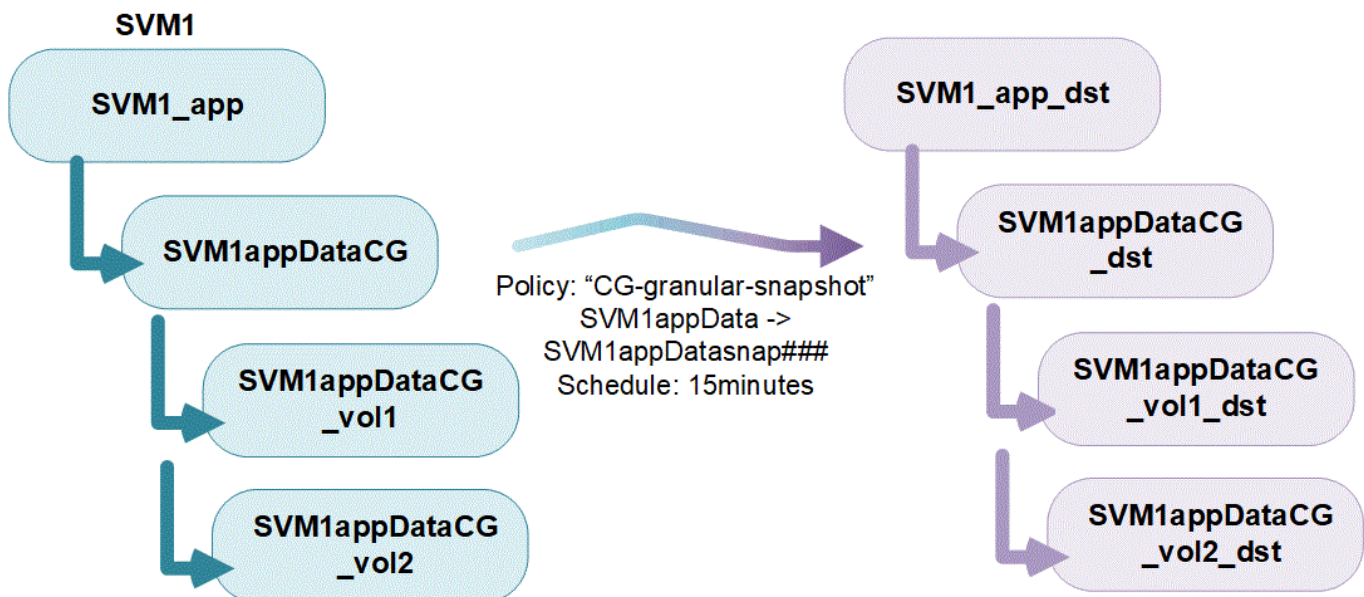 SVM1
SVM1_app
SVM1appDataCG
SVM1appDataCG
_vol1
SVM1appDataCG
_vol2
Policy: “CG-granular-snapshot”
SVM1appData ->
SVM1appDatasnap###
Schedule: 15minutes
SVM1_app_dst
SVM1appDataCG
_dst
SVM1appDataCG
_vol1_dst
SVM1appDataCG
_vol2_dst